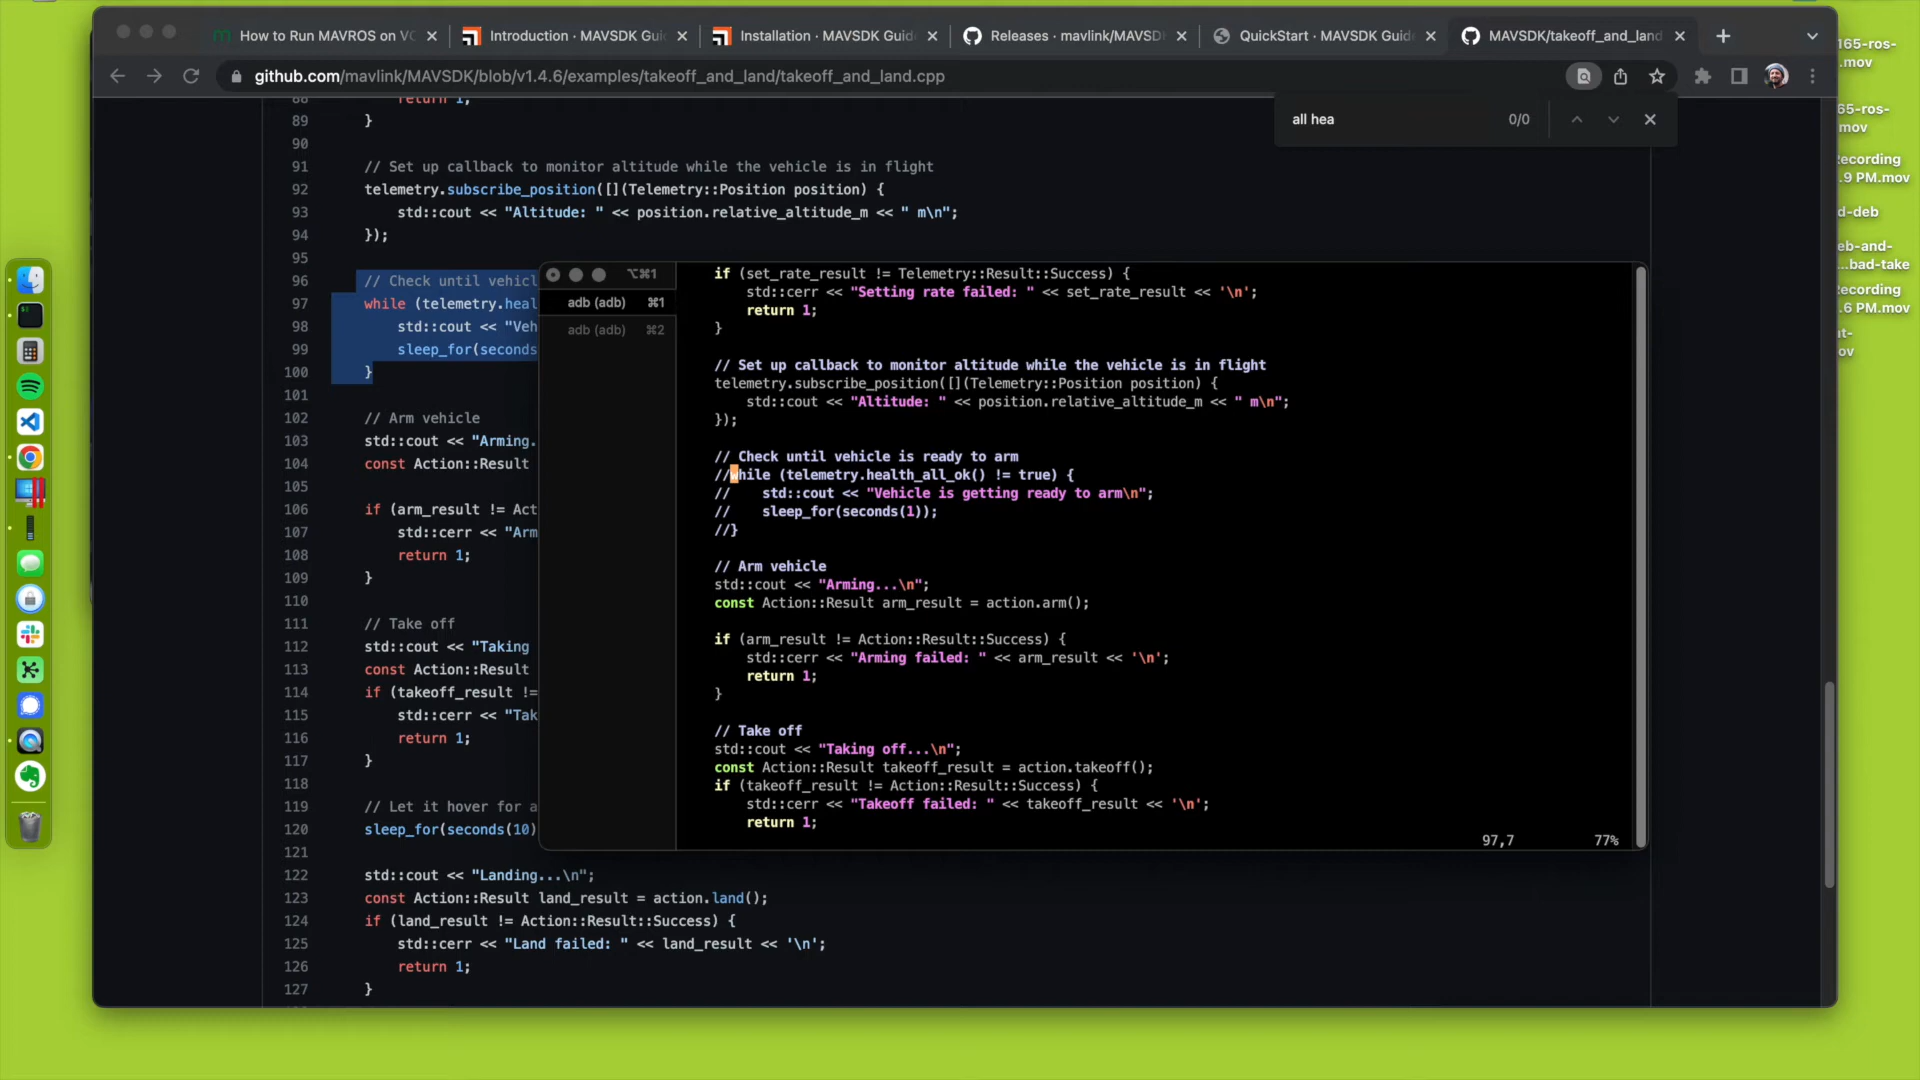 How to Run MAVROS on VO
Introduction · MAVSDK Guid
Installation · MAVSDK Guide
Releases · mavlink/MAVSDK
QuickStart · MAVSDK Guide
MAVSDK/takeoff_and_land
github.com/mavlink/MAVSDK/blob/v1.4.6/examples/takeoff_and_land/takeoff_and_land.cpp
all hea
0/0
88 return 1;
89 }
90
91 // Set up callback to monitor altitude while the vehicle is in flight
92 telemetry.subscribe_position([](Telemetry::Position position) {
93 std::cout << "Altitude: " << position.relative_altitude_m << " m\n";
94 });
95
96 // Check until vehicl
97 while (telemetry.heal
98 std::cout << "Veh
99 sleep_for(seconds
100 }
101
102 // Arm vehicle
103 std::cout << "Arming.
104 const Action::Result
105
106 if (arm_result != Act
107 std::cerr << "Arm
108 return 1;
109 }
110
111 // Take off
112 std::cout << "Taking
113 const Action::Result
114 if (takeoff_result !=
115 std::cerr << "Tak
116 return 1;
117 }
118
119 // Let it hover for a
120 sleep_for(seconds(10)
121
122 std::cout << "Landing...\n";
123 const Action::Result land_result = action.land();
124 if (land_result != Action::Result::Success) {
125 std::cerr << "Land failed: " << land_result << '\n';
126 return 1;
127 }
⌥⌘1
adb (adb) ⌘1
adb (adb) ⌘2
if (set_rate_result != Telemetry::Result::Success) {
std::cerr << "Setting rate failed: " << set_rate_result << '\n';
return 1;
}
// Set up callback to monitor altitude while the vehicle is in flight
telemetry.subscribe_position([](Telemetry::Position position) {
std::cout << "Altitude: " << position.relative_altitude_m << " m\n";
});
// Check until vehicle is ready to arm
//while (telemetry.health_all_ok() != true) {
// std::cout << "Vehicle is getting ready to arm\n";
// sleep_for(seconds(1));
//}
// Arm vehicle
std::cout << "Arming...\n";
const Action::Result arm_result = action.arm();
if (arm_result != Action::Result::Success) {
std::cerr << "Arming failed: " << arm_result << '\n';
return 1;
}
// Take off
std::cout << "Taking off...\n";
const Action::Result takeoff_result = action.takeoff();
if (takeoff_result != Action::Result::Success) {
std::cerr << "Takeoff failed: " << takeoff_result << '\n';
return 1;
97,7 77%
165-ros-
.mov
65-ros-
mov
ecording
.9 PM.mov
d-deb
eb-and-
...bad-take
ecording
.6 PM.mov
at-
ov